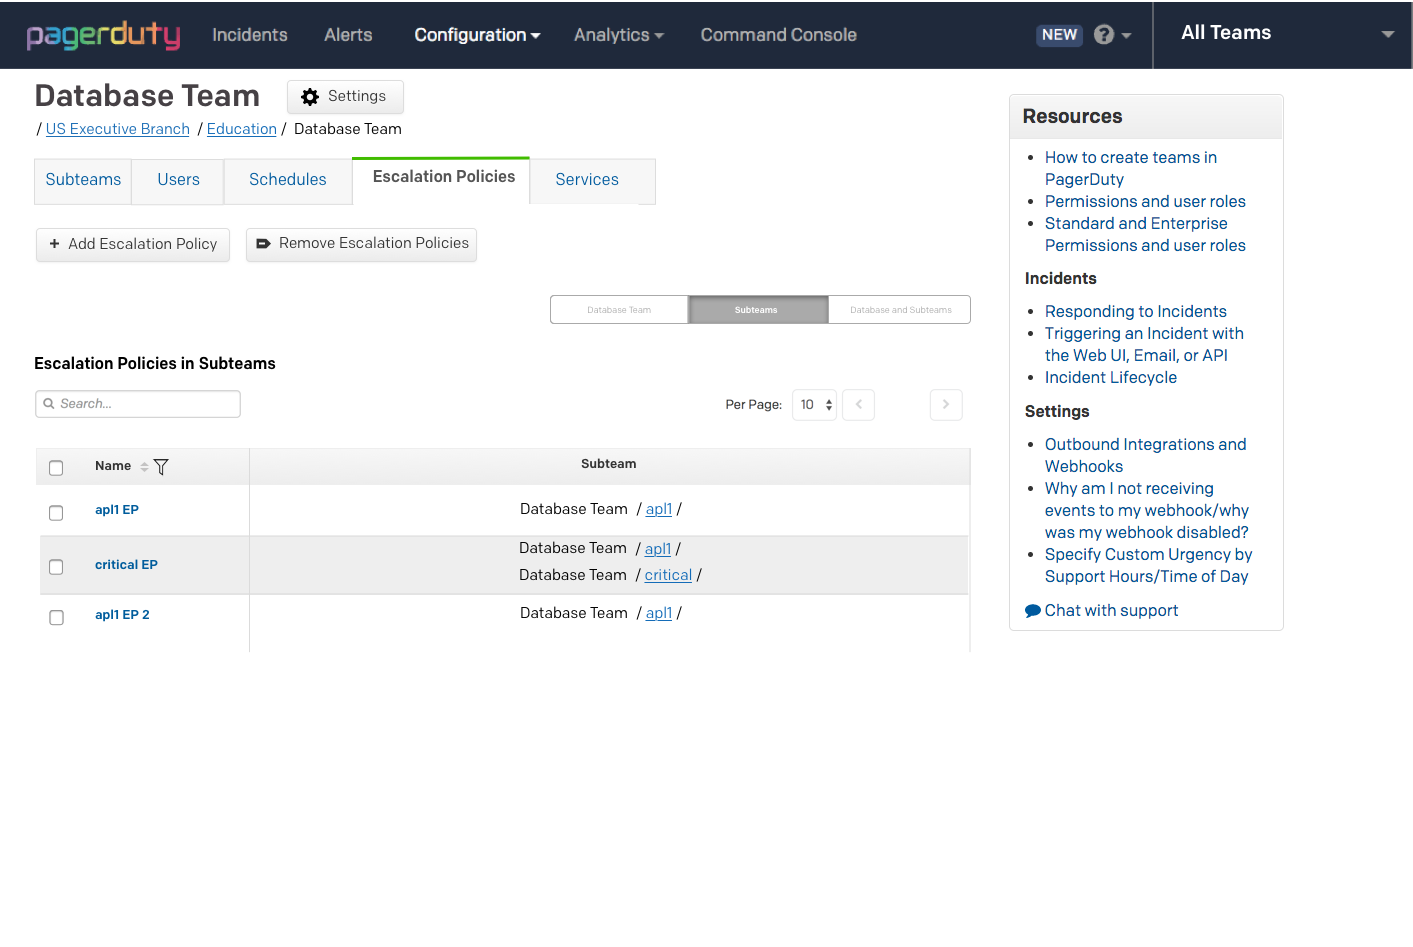 pagerduty Incidents Alerts Configuration Analytics Command Console NEW ? All Teams
Database Team Settings
/ US Executive Branch / Education / Database Team
Subteams Users Schedules Escalation Policies Services
+ Add Escalation Policy Remove Escalation Policies
Database Team Subteams Database and Subteams
Escalation Policies in Subteams
Search... Per Page: 10 < >
Name Subteam
apl1 EP Database Team / apl1 /
critical EP Database Team / apl1 /
Database Team / critical /
apl1 EP 2 Database Team / apl1 /
Resources
• How to create teams in
PagerDuty
• Permissions and user roles
• Standard and Enterprise
Permissions and user roles
Incidents
• Responding to Incidents
• Triggering an Incident with
the Web UI, Email, or API
• Incident Lifecycle
Settings
• Outbound Integrations and
Webhooks
• Why am I not receiving
events to my webhook/why
was my webhook disabled?
• Specify Custom Urgency by
Support Hours/Time of Day
Chat with support